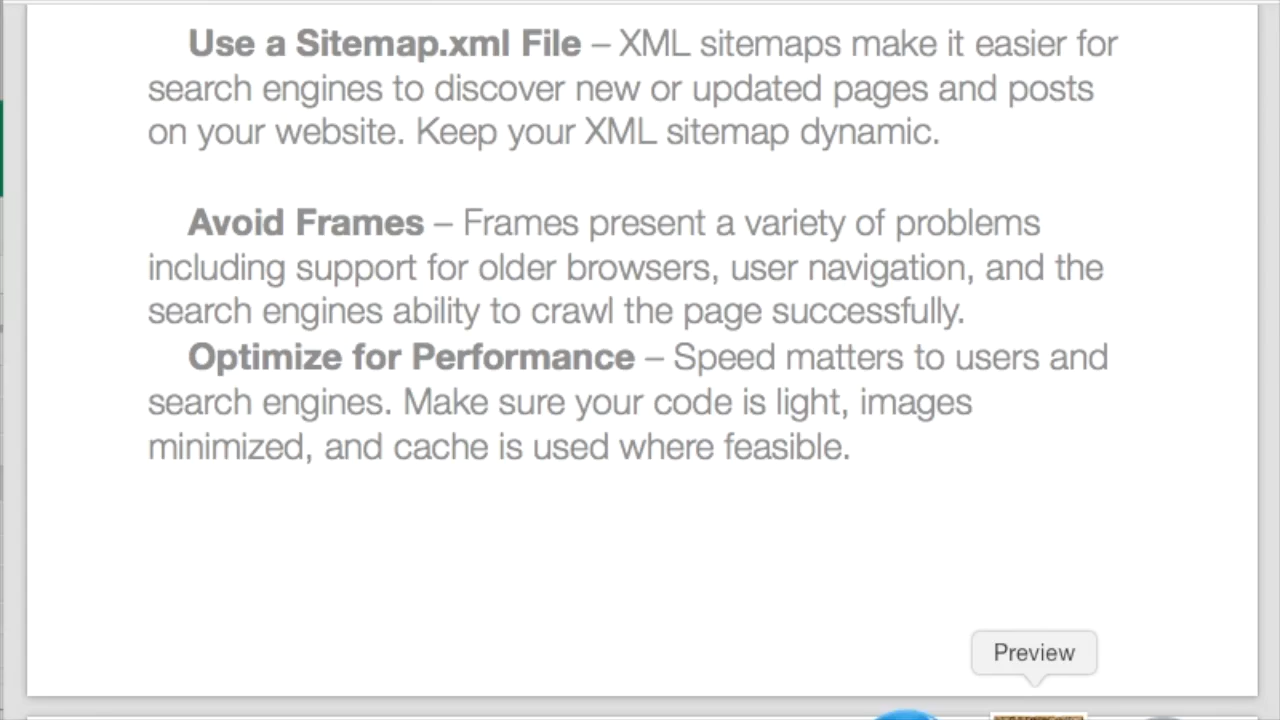 Use a Sitemap.xml File – XML sitemaps make it easier for
search engines to discover new or updated pages and posts
on your website. Keep your XML sitemap dynamic.
Avoid Frames – Frames present a variety of problems
including support for older browsers, user navigation, and the
search engines ability to crawl the page successfully.
Optimize for Performance – Speed matters to users and
search engines. Make sure your code is light, images
minimized, and cache is used where feasible.
Preview